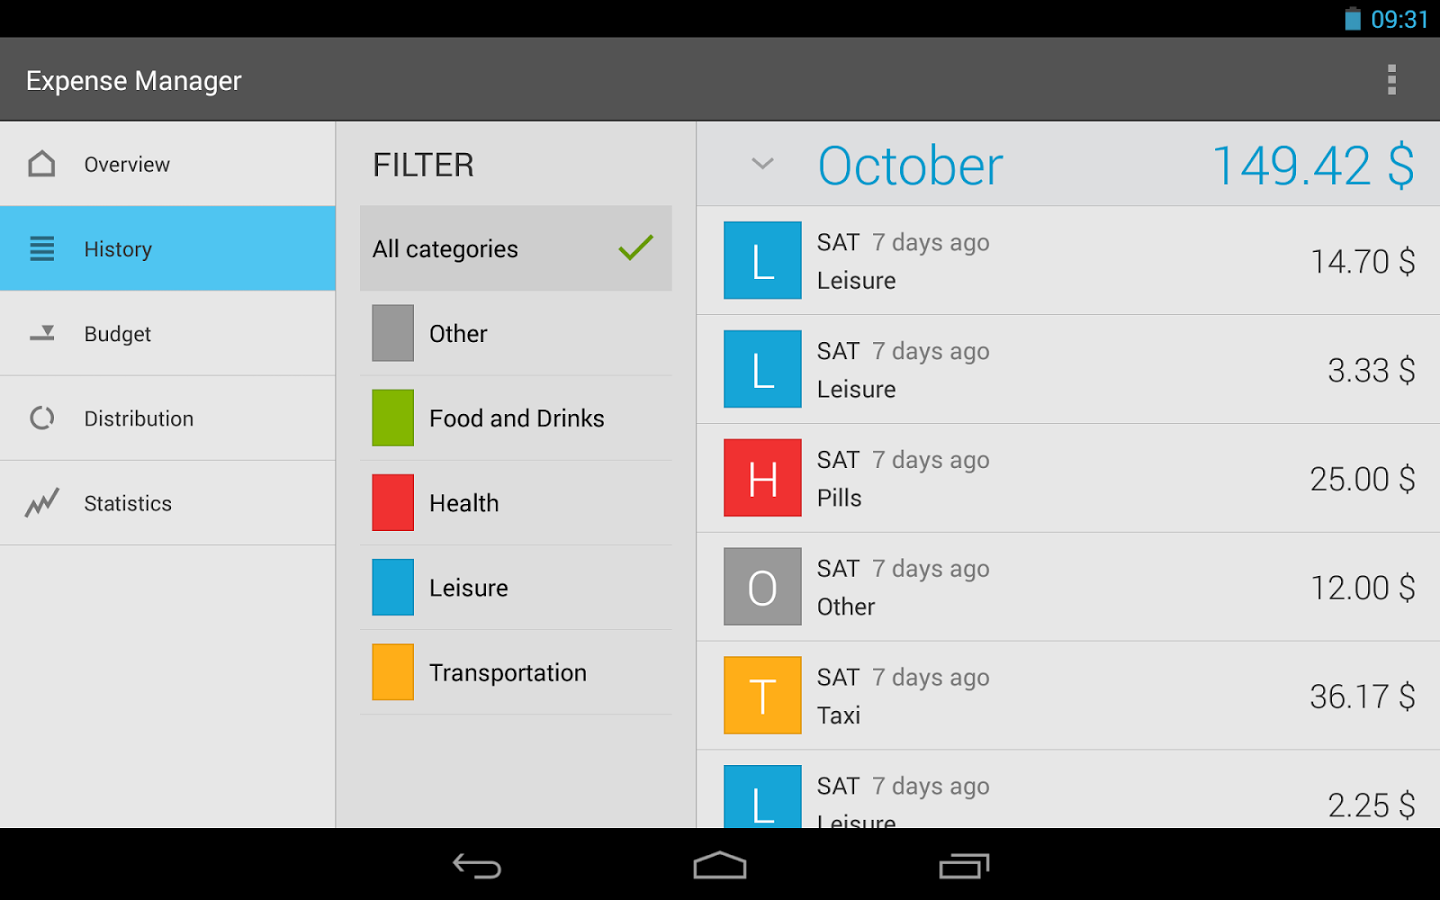 09:31
Expense Manager
Overview
History
Budget
Distribution
Statistics
FILTER
All categories
Other
Food and Drinks
Health
Leisure
Transportation
October 149.42 $
L SAT 7 days ago
Leisure 14.70 $
L SAT 7 days ago
Leisure 3.33 $
H SAT 7 days ago
Pills 25.00 $
O SAT 7 days ago
Other 12.00 $
T SAT 7 days ago
Taxi 36.17 $
L SAT 7 days ago
Leisure 2.25 $